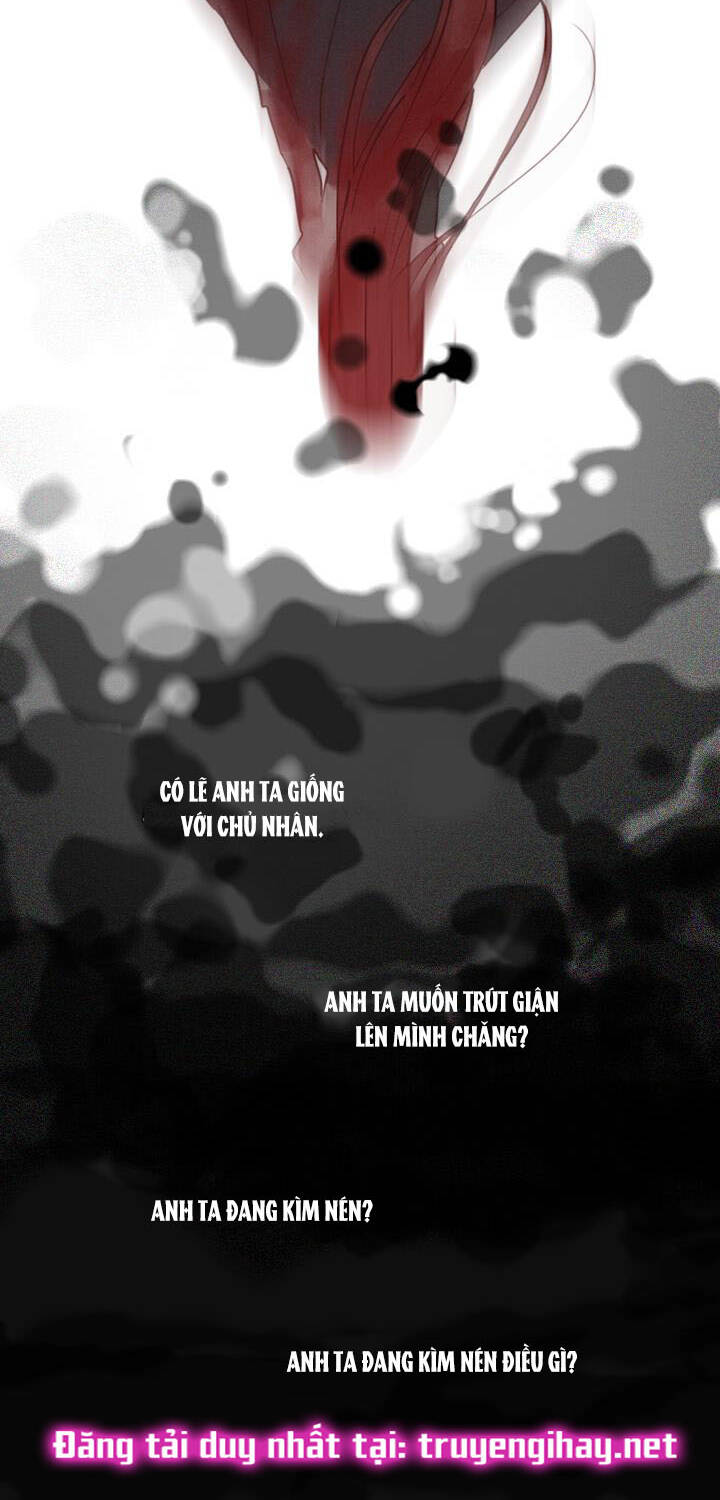 CÓ LẼ ANH TA GIỐNG
VỚI CHỦ NHÂN.
ANH TA MUỐN TRÚT GIẬN
LÊN MÌNH CHĂNG?
ANH TA ĐANG KÌM NÉN?
ANH TA ĐANG KÌM NÉN ĐIỀU GÌ?
Đăng tải duy nhất tại: truyengihay.net